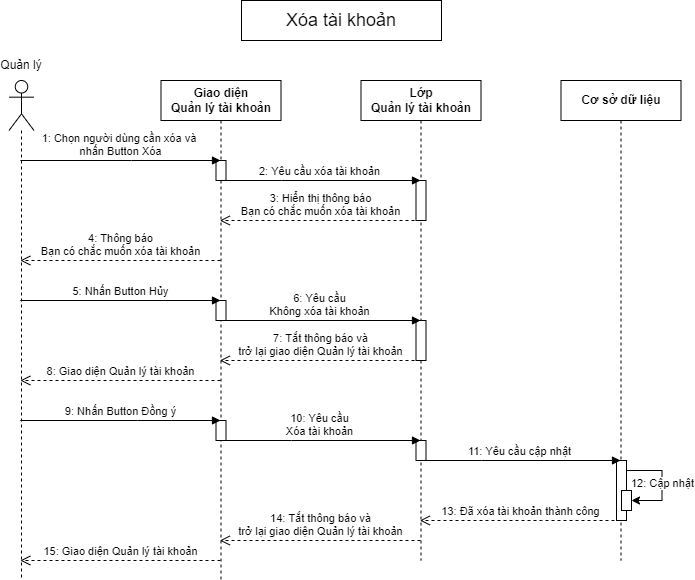 Xóa tài khoản
Quản lý
Giao diện
Quản lý tài khoản
Lớp
Quản lý tài khoản
Cơ sở dữ liệu
1: Chọn người dùng cần xóa và
nhấn Button Xóa
2: Yêu cầu xóa tài khoản
3: Hiển thị thông báo
Bạn có chắc muốn xóa tài khoản
4: Thông báo
Bạn có chắc muốn xóa tài khoản
5: Nhấn Button Hủy
6: Yêu cầu
Không xóa tài khoản
7: Tắt thông báo và
trở lại giao diện Quản lý tài khoản
8: Giao diện Quản lý tài khoản
9: Nhấn Button Đồng ý
10: Yêu cầu
Xóa tài khoản
11: Yêu cầu cập nhật
12: Cập nhật
13: Đã xóa tài khoản thành công
14: Tắt thông báo và
trở lại giao diện Quản lý tài khoản
15: Giao diện Quản lý tài khoản